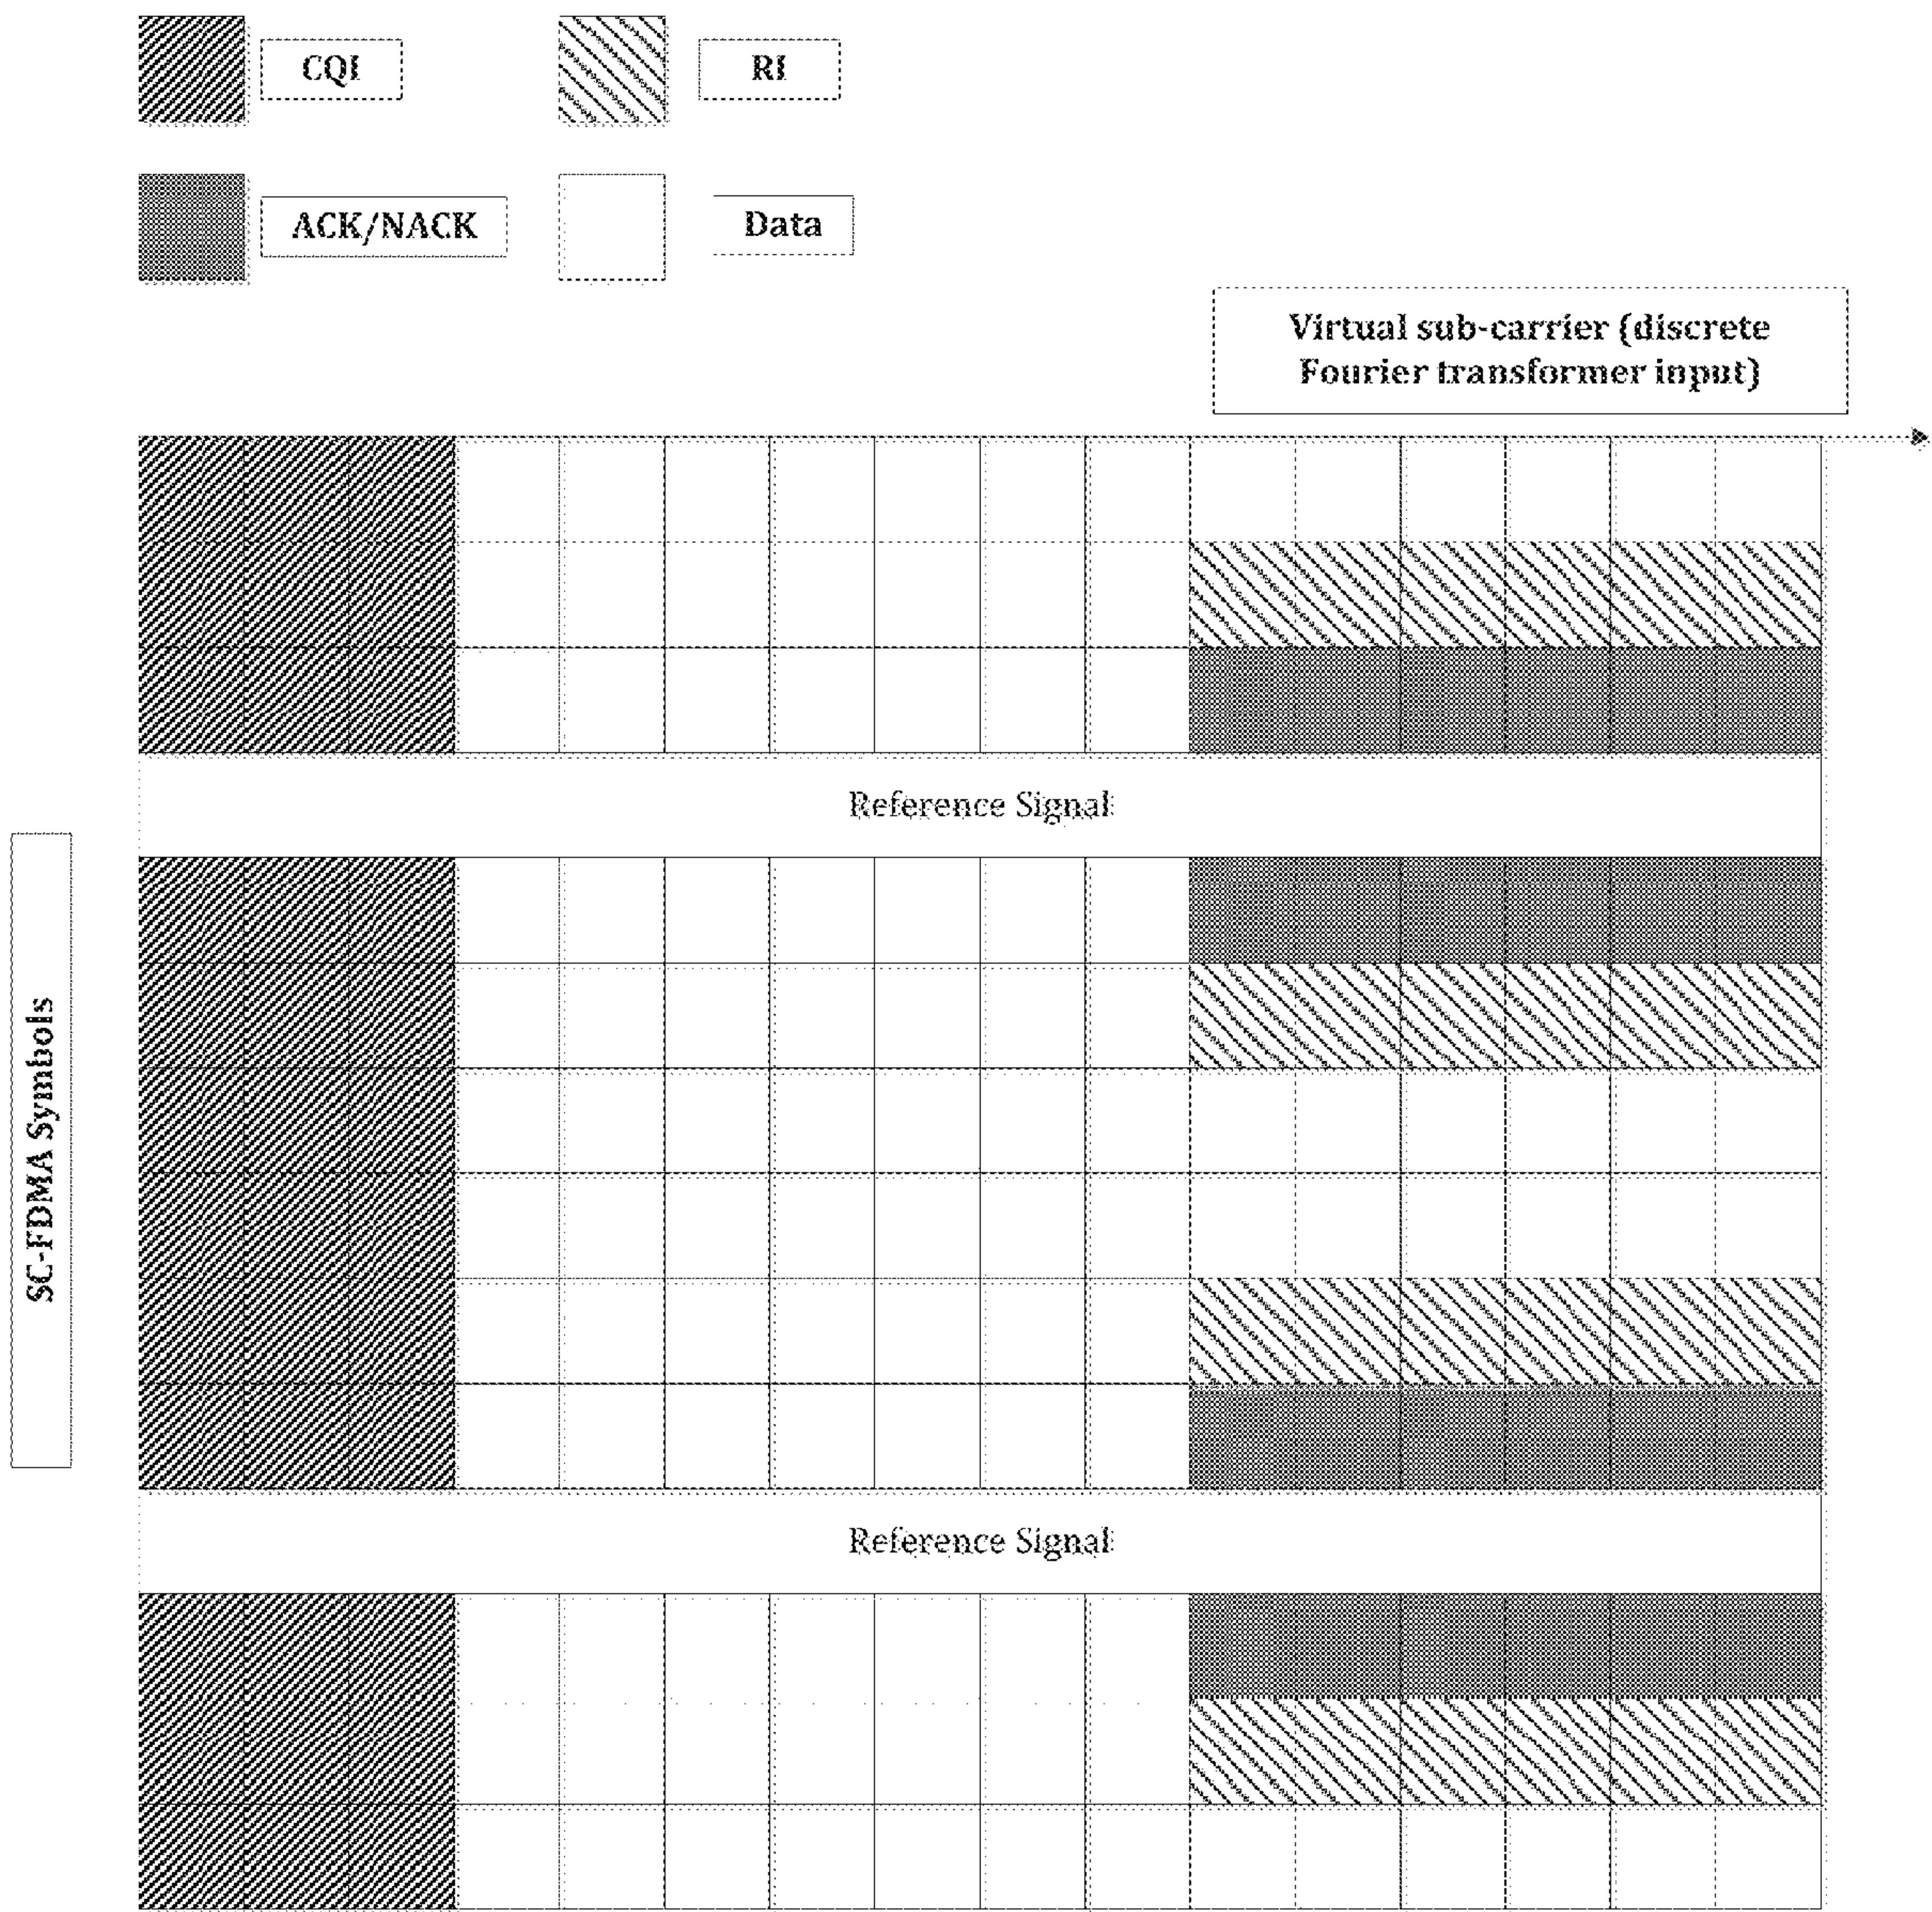 CQI
RI
ACK/NACK
Data
Virtual sub-carrier (discrete
Fourier transformer input)
Reference Signal
SC-FDMA Symbols
Reference Signal